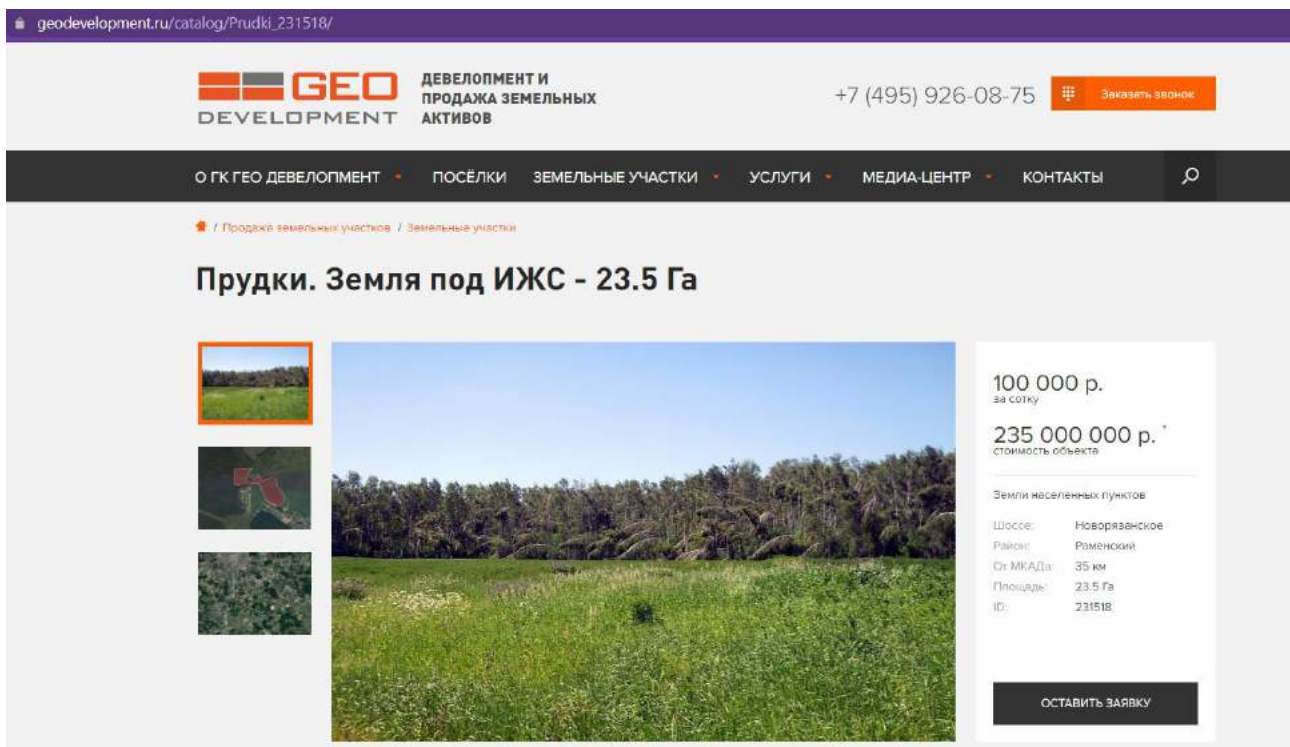 geodevelopment.ru/catalog/Prudki_231518/
GEO
DEVELOPMENT
ДЕВЕЛОПМЕНТ И
ПРОДАЖА ЗЕМЕЛЬНЫХ
АКТИВОВ
+7 (495) 926-08-75
Заказать звонок
О ГК ГЕО ДЕВЕЛОПМЕНТ ПОСЁЛКИ ЗЕМЕЛЬНЫЕ УЧАСТКИ УСЛУГИ МЕДИА-ЦЕНТР КОНТАКТЫ
/ Продажа земельных участков / Земельные участки
Прудки. Земля под ИЖС - 23.5 Га
100 000 р.
за сотку
235 000 000 р. *
стоимость объекта
Земли населенных пунктов
Шоссе: Новорязанское
Район: Раменский
От МКАДа: 35 км
Площадь: 23.5 Га
ID: 231518
ОСТАВИТЬ ЗАЯВКУ